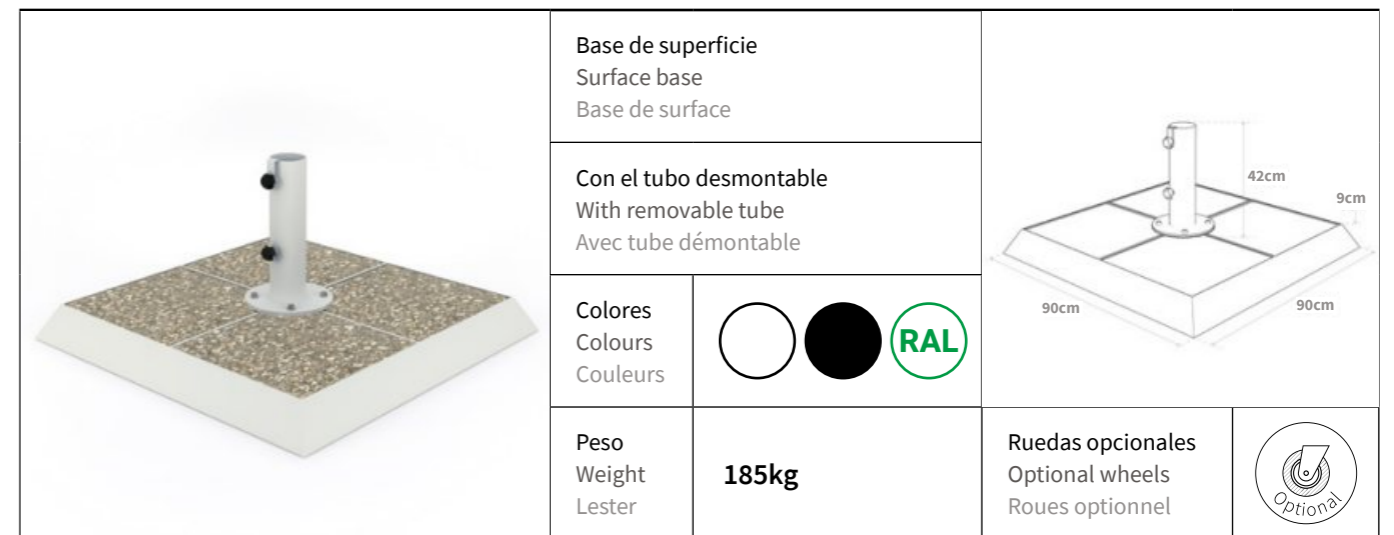 Base de superficie
Surface base
Base de surface
Con el tubo desmontable
With removable tube
Avec tube démontable
42cm
9cm
90cm
90cm
Colores
Colours
Couleurs
RAL
Peso
Weight
Lester
185kg
Ruedas opcionales
Optional wheels
Roues optionnel
Optional